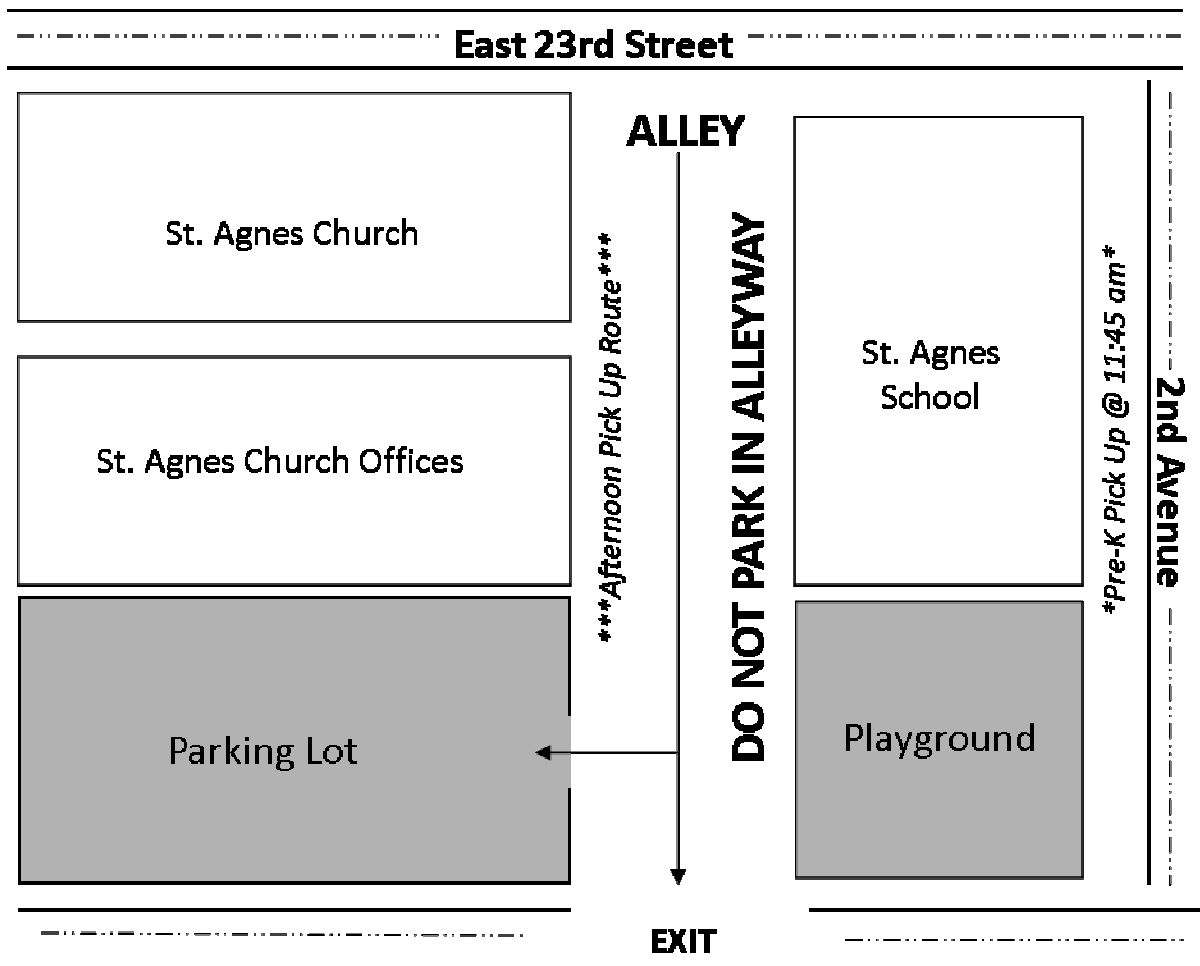 East 23rd Street
ALLEY
St. Agnes Church
St. Agnes Church Offices
***Afternoon Pick Up Route***
DO NOT PARK IN ALLEYWAY
St. Agnes
School
*Pre-K Pick Up @ 11:45 am*
2nd Avenue
Parking Lot
Playground
EXIT